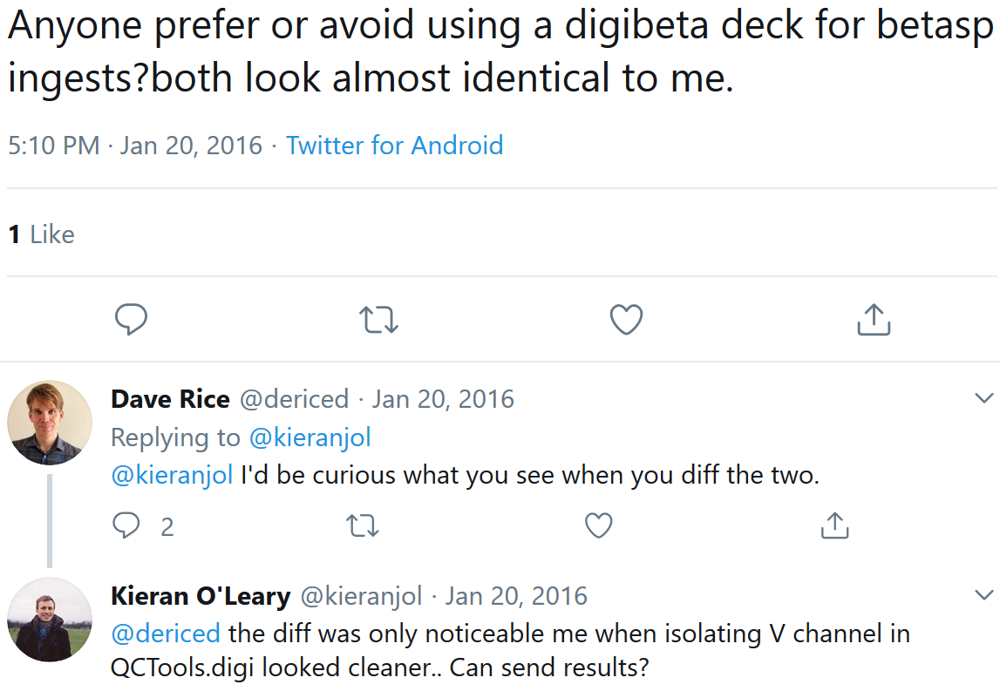 Anyone prefer or avoid using a digibeta deck for betasp
ingests?both look almost identical to me.
5:10 PM · Jan 20, 2016 · Twitter for Android
1 Like
Dave Rice @dericed · Jan 20, 2016
Replying to @kieranjol
@kieranjol I'd be curious what you see when you diff the two.
2
Kieran O'Leary @kieranjol · Jan 20, 2016
@dericed the diff was only noticeable me when isolating V channel in
QCTools.digi looked cleaner.. Can send results?